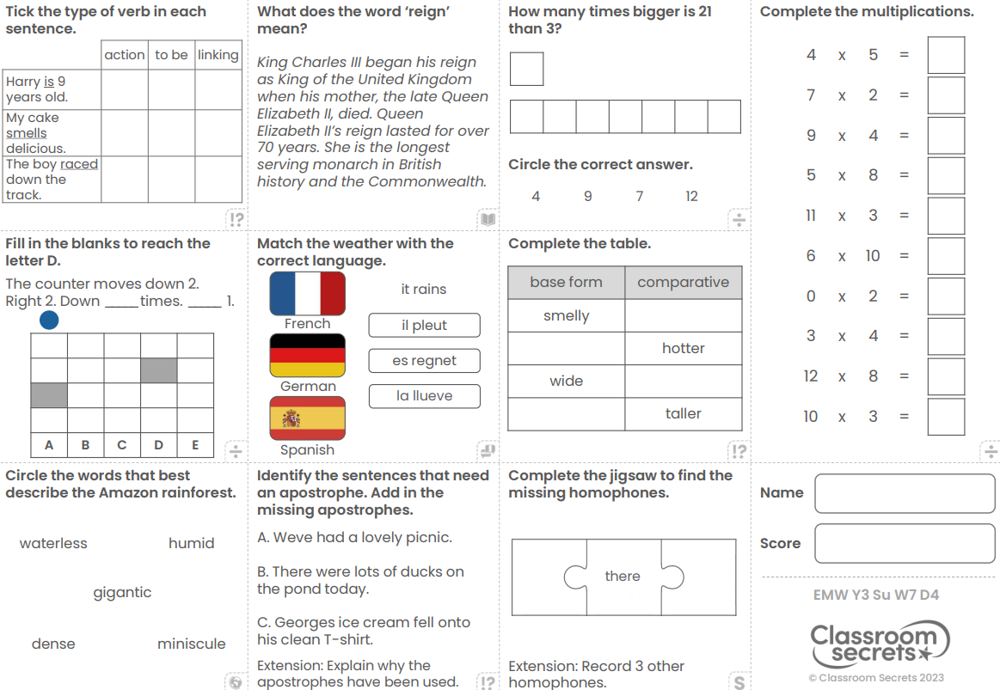 Tick the type of verb in each
sentence.
action to be linking
Harry is 9
years old.
My cake
smells
delicious.
The boy raced
down the
track.
!?
What does the word ‘reign’
mean?
King Charles III began his reign
as King of the United Kingdom
when his mother, the late Queen
Elizabeth II, died. Queen
Elizabeth II’s reign lasted for over
70 years. She is the longest
serving monarch in British
history and the Commonwealth.
How many times bigger is 21
than 3?
Circle the correct answer.
4 9 7 12
÷
Complete the multiplications.
4 x 5 =
7 x 2 =
9 x 4 =
5 x 8 =
11 x 3 =
6 x 10 =
0 x 2 =
3 x 4 =
12 x 8 =
10 x 3 =
÷
Fill in the blanks to reach the
letter D.
The counter moves down 2.
Right 2. Down _____ times. _____ 1.
A B C D E
÷
Match the weather with the
correct language.
French
German
Spanish
it rains
il pleut
es regnet
la llueve
Complete the table.
base form comparative
smelly
hotter
wide
taller
!?
Circle the words that best
describe the Amazon rainforest.
waterless humid
gigantic
dense miniscule
Identify the sentences that need
an apostrophe. Add in the
missing apostrophes.
A. Weve had a lovely picnic.
B. There were lots of ducks on
the pond today.
C. Georges ice cream fell onto
his clean T-shirt.
Extension: Explain why the
apostrophes have been used.
!?
Complete the jigsaw to find the
missing homophones.
there
Extension: Record 3 other
homophones.
S
Name
Score
EMW Y3 Su W7 D4
Classroom
secrets
© Classroom Secrets 2023